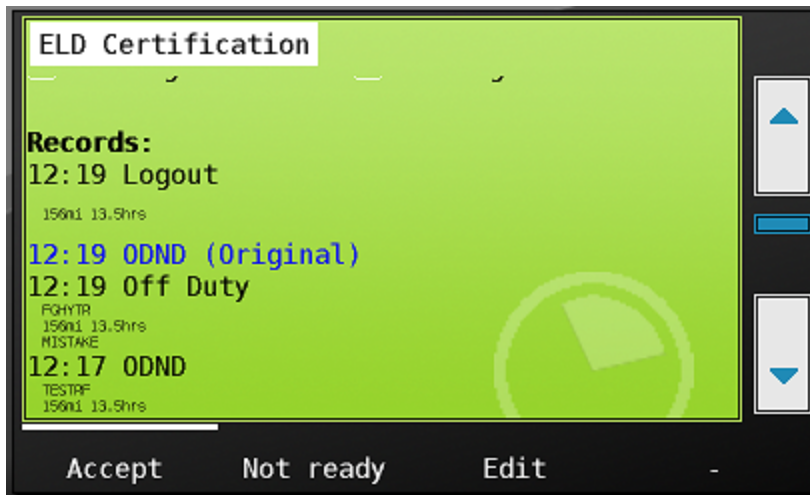 ELD Certification
Records:
12:19 Logout
156mi 13.5hrs
12:19 ODND (Original)
12:19 Off Duty
FGHYTR
156mi 13.5hrs
MISTAKE
12:17 ODND
TESTRF
156mi 13.5hrs
Accept Not ready Edit -